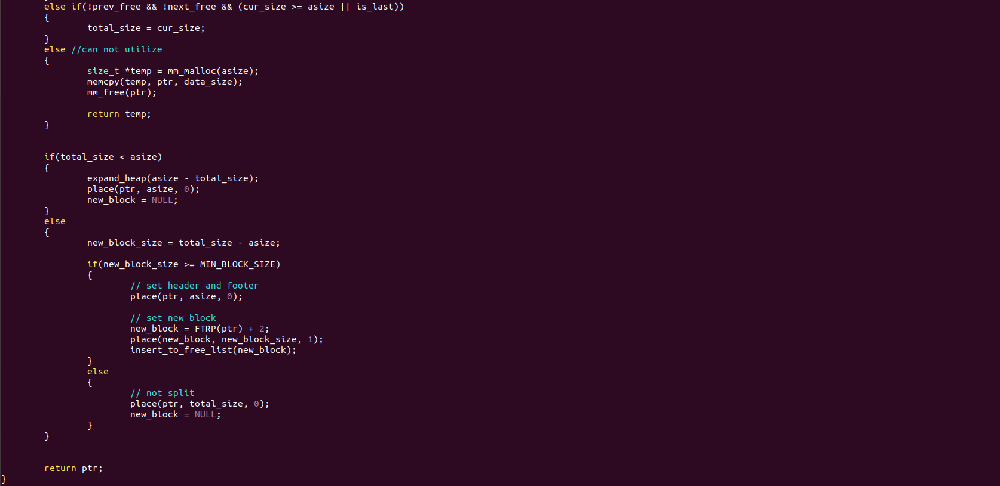 else if(!prev_free && !next_free && (cur_size >= asize || is_last))
{
total_size = cur_size;
}
else //can not utilize
{
size_t *temp = mm_malloc(asize);
memcpy(temp, ptr, data_size);
mm_free(ptr);
return temp;
}
if(total_size < asize)
{
expand_heap(asize - total_size);
place(ptr, asize, 0);
new_block = NULL;
}
else
{
new_block_size = total_size - asize;
if(new_block_size >= MIN_BLOCK_SIZE)
{
// set header and footer
place(ptr, asize, 0);
// set new block
new_block = FTRP(ptr) + 2;
place(new_block, new_block_size, 1);
insert_to_free_list(new_block);
}
else
{
// not split
place(ptr, total_size, 0);
new_block = NULL;
}
}
return ptr;
}